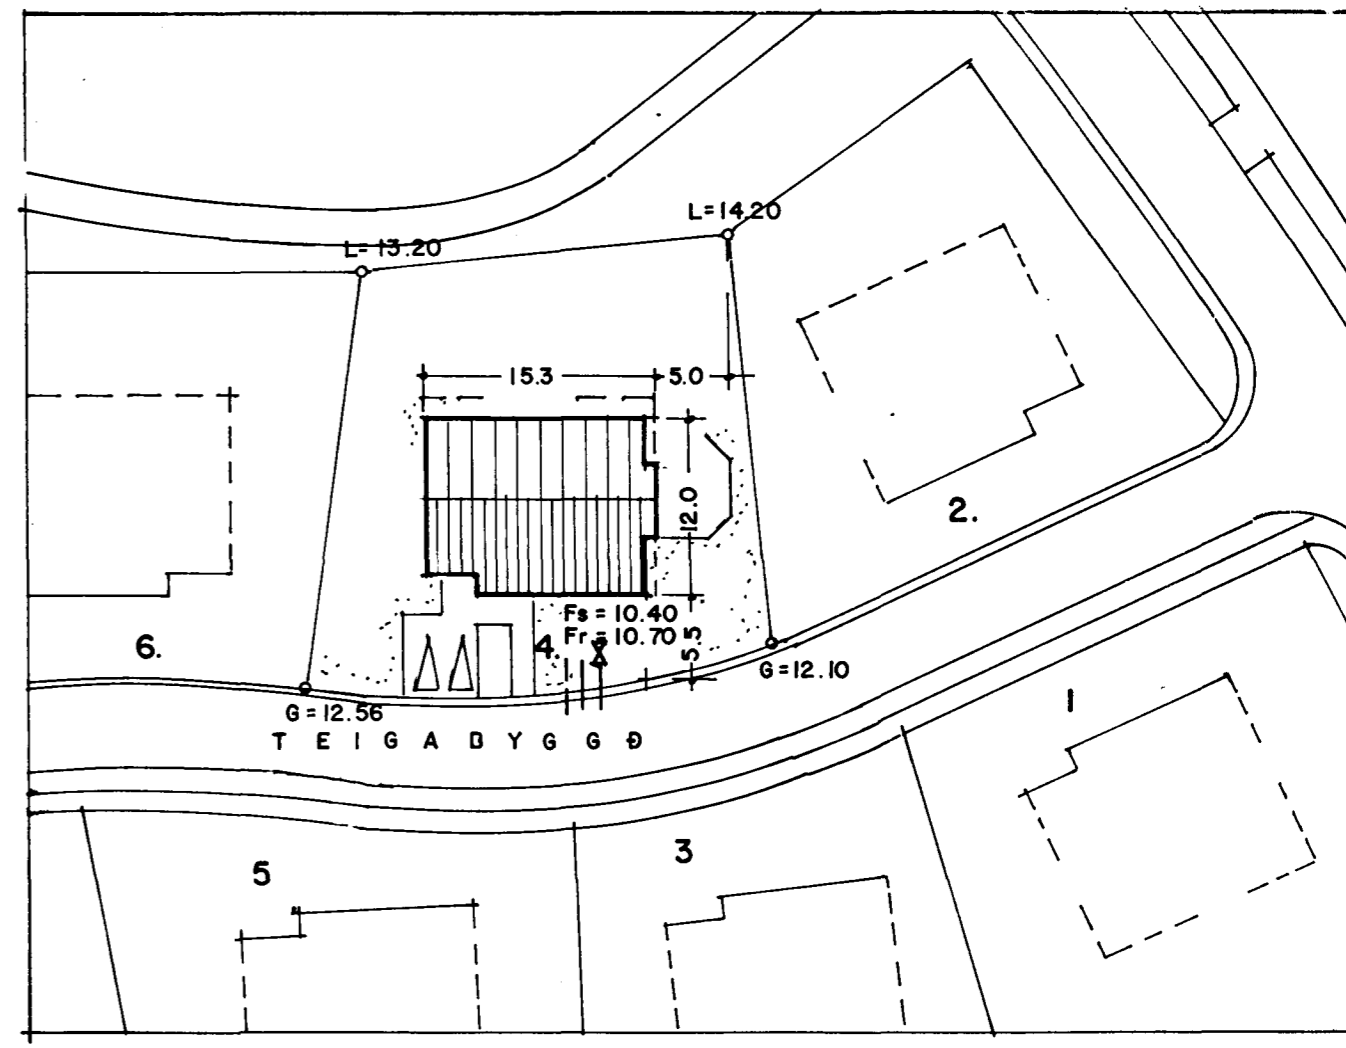 L=14.20
L=13.20
15.3
5.0
12.0
2.
Fs = 10.40
4.
Fr = 10.70
5.5
6.
G=12.10
G=12.56
TEIGABYGGÐ
1
3
5